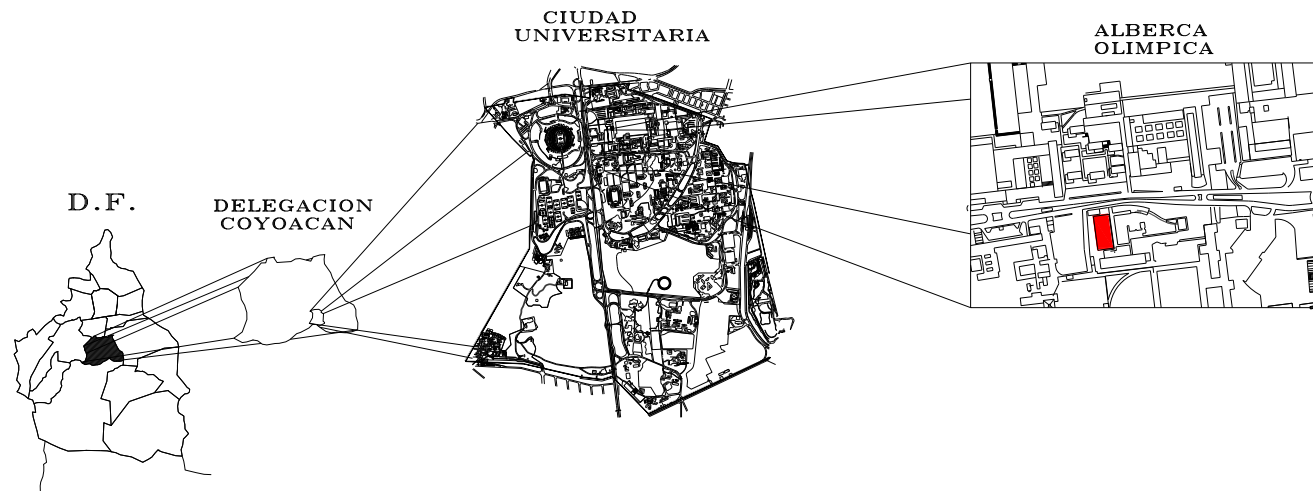 D.F.
DELEGACION
COYOACAN
CIUDAD
UNIVERSITARIA
ALBERCA
OLIMPICA